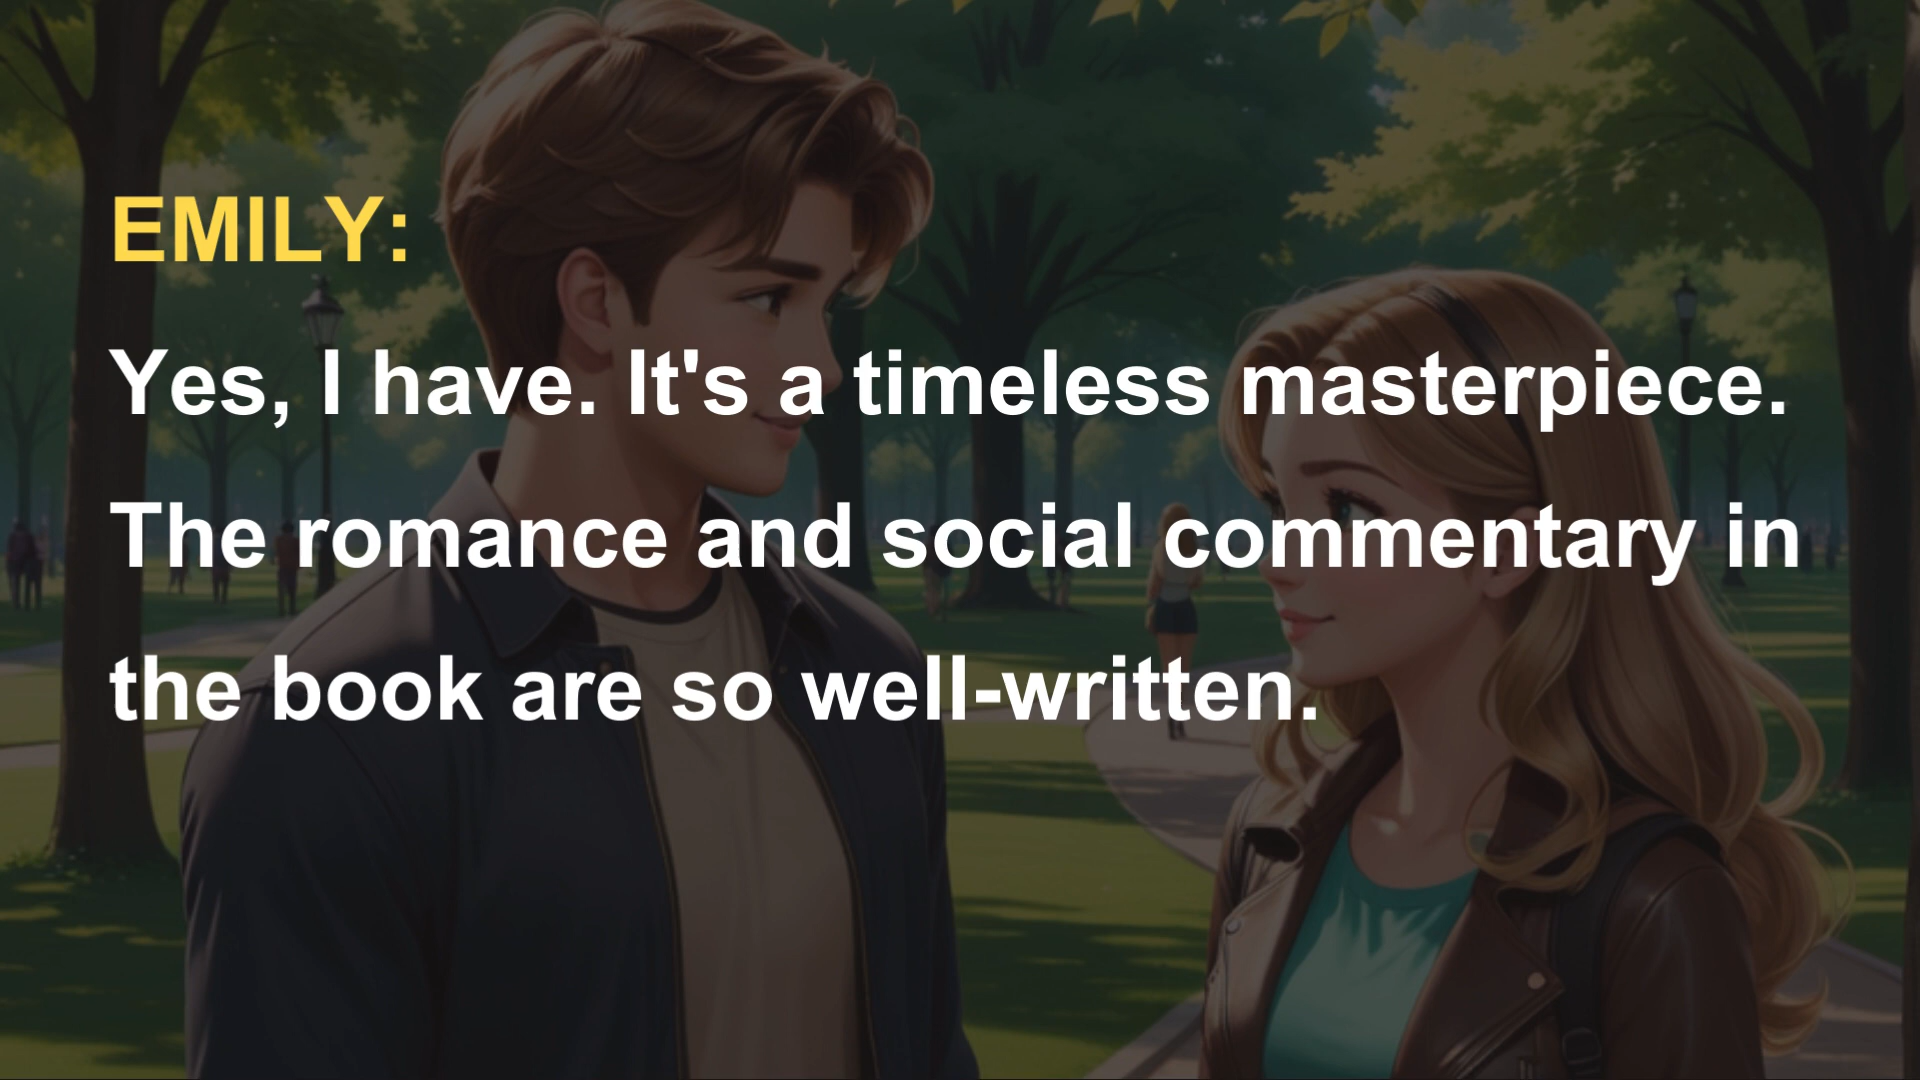 EMILY:
Yes, I have. It's a timeless masterpiece.
The romance and social commentary in
the book are so well-written.